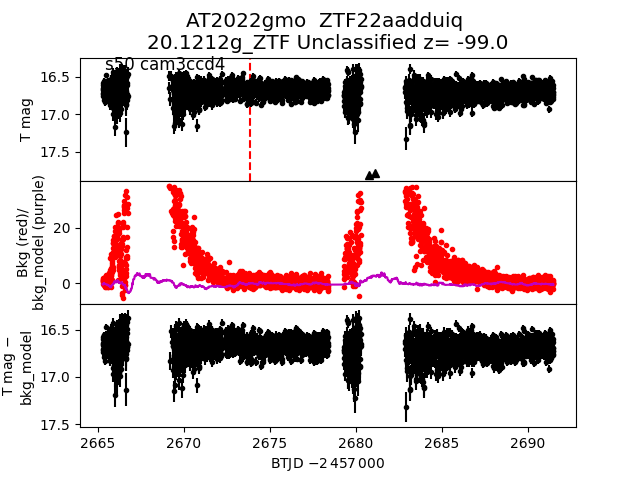 AT2022gmo  ZTF22aadduiq
20.1212g_ZTF Unclassified z= -99.0
s50 cam3ccd4
16.5
17.0
17.5
T mag
20
0
Bkg (red)/
bkg_model (purple)
16.5
17.0
17.5
T mag −
bkg_model
2665 2670 2675 2680 2685 2690
BTJD −2 457 000